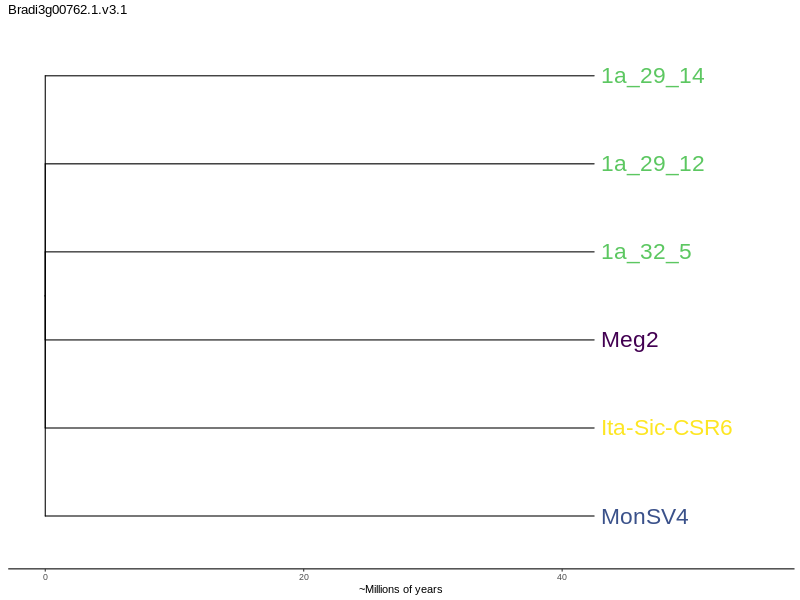 Bradi3g00762.1.v3.1
1a_29_14
1a_29_12
1a_32_5
Meg2
Ita-Sic-CSR6
MonSV4
0 20 40
~Millions of years